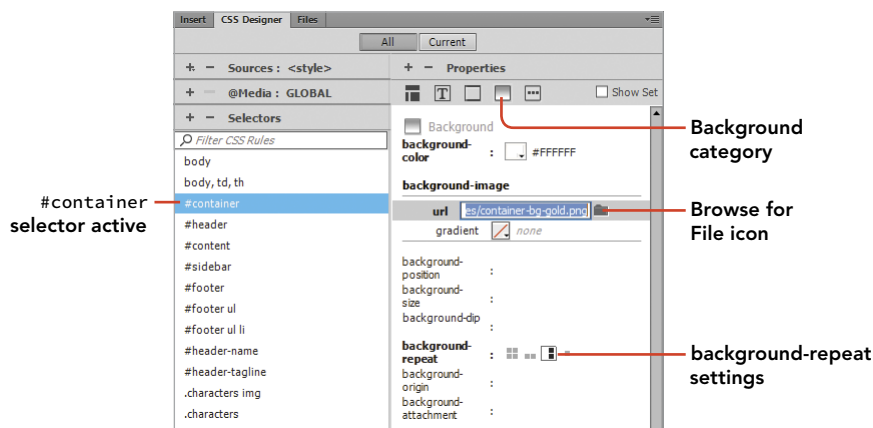 Insert CSS Designer Files
All Current
Sources : <style>
@Media : GLOBAL
Selectors
Filter CSS Rules
body
body, td, th
#container
#header
#content
#sidebar
#footer
#footer ul
#footer ul li
#header-name
#header-tagline
.characters img
.characters
Properties
T
Show Set
Background
background-
color : #FFFFFF
background-image
url es/container-bg-gold.png
gradient none
background-
position :
background-
size :
background-dip :
background-
repeat :
background-
origin :
background-
attachment :
#container
selector active
Background
category
Browse for
File icon
background-repeat
settings